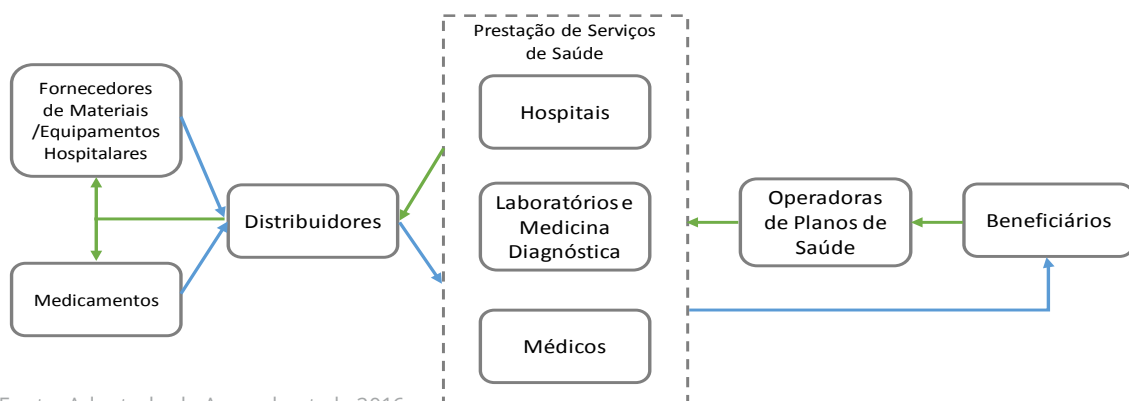 Prestação de Serviços
de Saúde
Fornecedores
de Materiais
/Equipamentos
Hospitalares
Medicamentos
Distribuidores
Hospitais
Laboratórios e
Medicina
Diagnóstica
Médicos
Operadoras
de Planos de
Saúde
Beneficiários